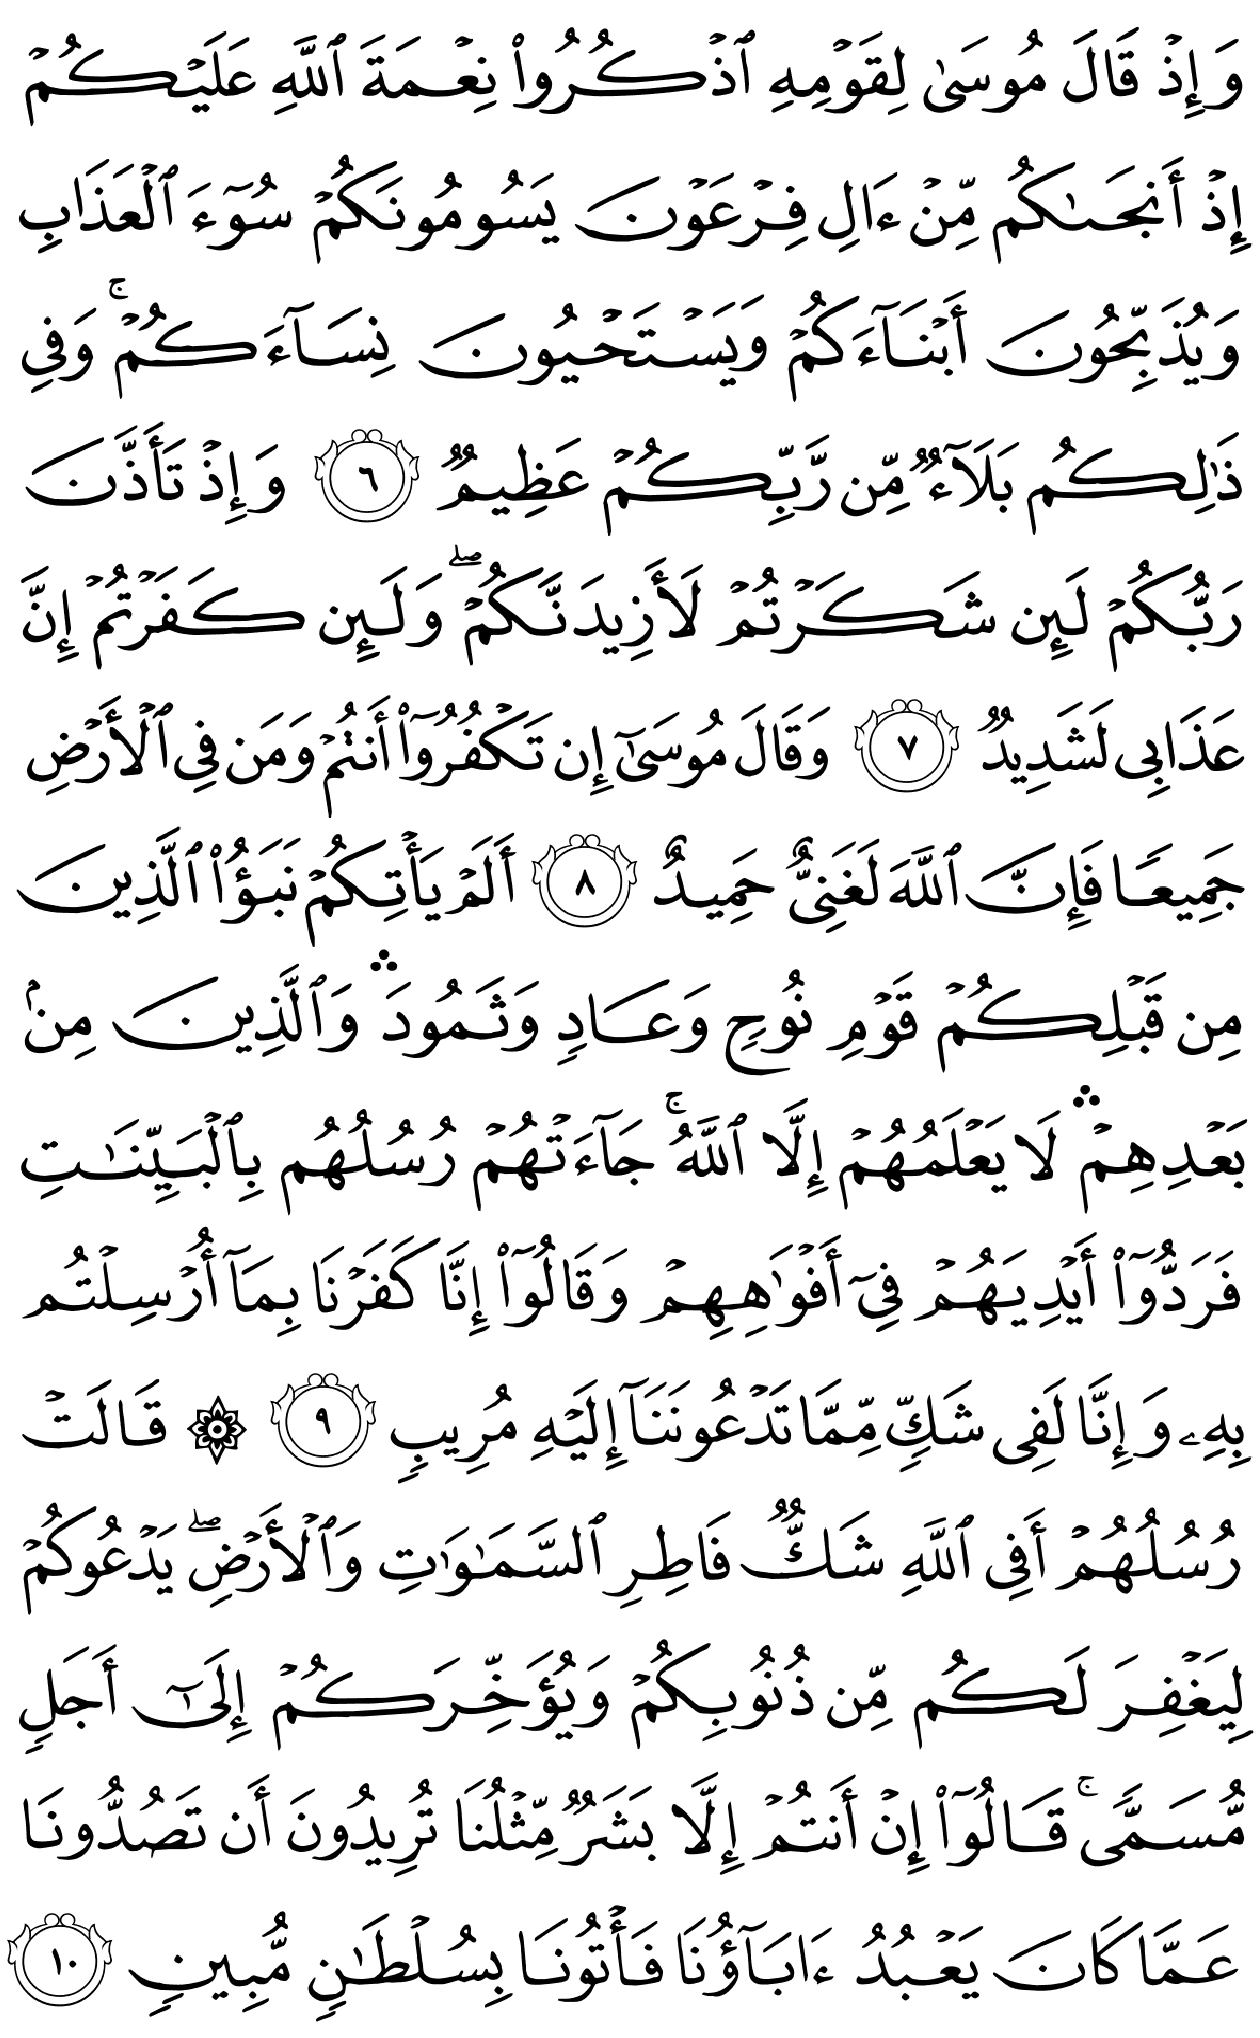 وَإِذۡ قَالَ مُوسَىٰ لِقَوۡمِهِ ٱذۡكُرُواْ نِعۡمَةَ ٱللَّهِ عَلَيۡكُمۡ
إِذۡ أَنجَىٰكُم مِّنۡ ءَالِ فِرۡعَوۡنَ يَسُومُونَكُمۡ سُوٓءَ ٱلۡعَذَابِ
وَيُذَبِّحُونَ أَبۡنَآءَكُمۡ وَيَسۡتَحۡيُونَ نِسَآءَكُمۡۚ وَفِي
ذَٰلِكُم بَلَآءٞ مِّن رَّبِّكُمۡ عَظِيمٞ ٦ وَإِذۡ تَأَذَّنَ
رَبُّكُمۡ لَئِن شَكَرۡتُمۡ لَأَزِيدَنَّكُمۡۖ وَلَئِن كَفَرۡتُمۡ إِنَّ
عَذَابِي لَشَدِيدٞ ٧ وَقَالَ مُوسَىٰٓ إِن تَكۡفُرُوٓاْ أَنتُمۡ وَمَن فِي ٱلۡأَرۡضِ
جَمِيعٗا فَإِنَّ ٱللَّهَ لَغَنِيٌّ حَمِيدٌ ٨ أَلَمۡ يَأۡتِكُمۡ نَبَؤُاْ ٱلَّذِينَ
مِن قَبۡلِكُمۡ قَوۡمِ نُوحٖ وَعَادٖ وَثَمُودَۛ وَٱلَّذِينَ مِنۢ
بَعۡدِهِمۡۛ لَا يَعۡلَمُهُمۡ إِلَّا ٱللَّهُۚ جَآءَتۡهُمۡ رُسُلُهُم بِٱلۡبَيِّنَٰتِ
فَرَدُّوٓاْ أَيۡدِيَهُمۡ فِيٓ أَفۡوَٰهِهِمۡ وَقَالُوٓاْ إِنَّا كَفَرۡنَا بِمَآ أُرۡسِلۡتُم
بِهِۦ وَإِنَّا لَفِي شَكّٖ مِّمَّا تَدۡعُونَنَآ إِلَيۡهِ مُرِيبٖ ٩ ۞ قَالَتۡ
رُسُلُهُمۡ أَفِي ٱللَّهِ شَكّٞ فَاطِرِ ٱلسَّمَٰوَٰتِ وَٱلۡأَرۡضِۖ يَدۡعُوكُمۡ
لِيَغۡفِرَ لَكُم مِّن ذُنُوبِكُمۡ وَيُؤَخِّرَكُمۡ إِلَىٰٓ أَجَلٖ
مُّسَمّٗىۚ قَالُوٓاْ إِنۡ أَنتُمۡ إِلَّا بَشَرٞ مِّثۡلُنَا تُرِيدُونَ أَن تَصُدُّونَا
عَمَّا كَانَ يَعۡبُدُ ءَابَآؤُنَا فَأۡتُونَا بِسُلۡطَٰنٖ مُّبِينٖ ١٠